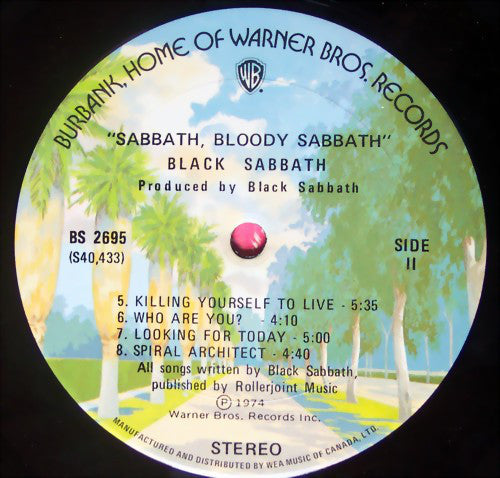 BURBANK, HOME OF WARNER BROS. RECORDS
WB
"SABBATH, BLOODY SABBATH"
BLACK SABBATH
Produced by Black Sabbath
BS 2695
(S40,433)
SIDE
II
5. KILLING YOURSELF TO LIVE - 5:35
6. WHO ARE YOU? - 4:10
7. LOOKING FOR TODAY - 5:00
8. SPIRAL ARCHITECT - 4:40
All songs written by Black Sabbath,
published by Rollerjoint Music
Ⓟ 1974
Warner Bros. Records Inc.
STEREO
MANUFACTURED AND DISTRIBUTED BY WEA MUSIC OF CANADA, LTD.